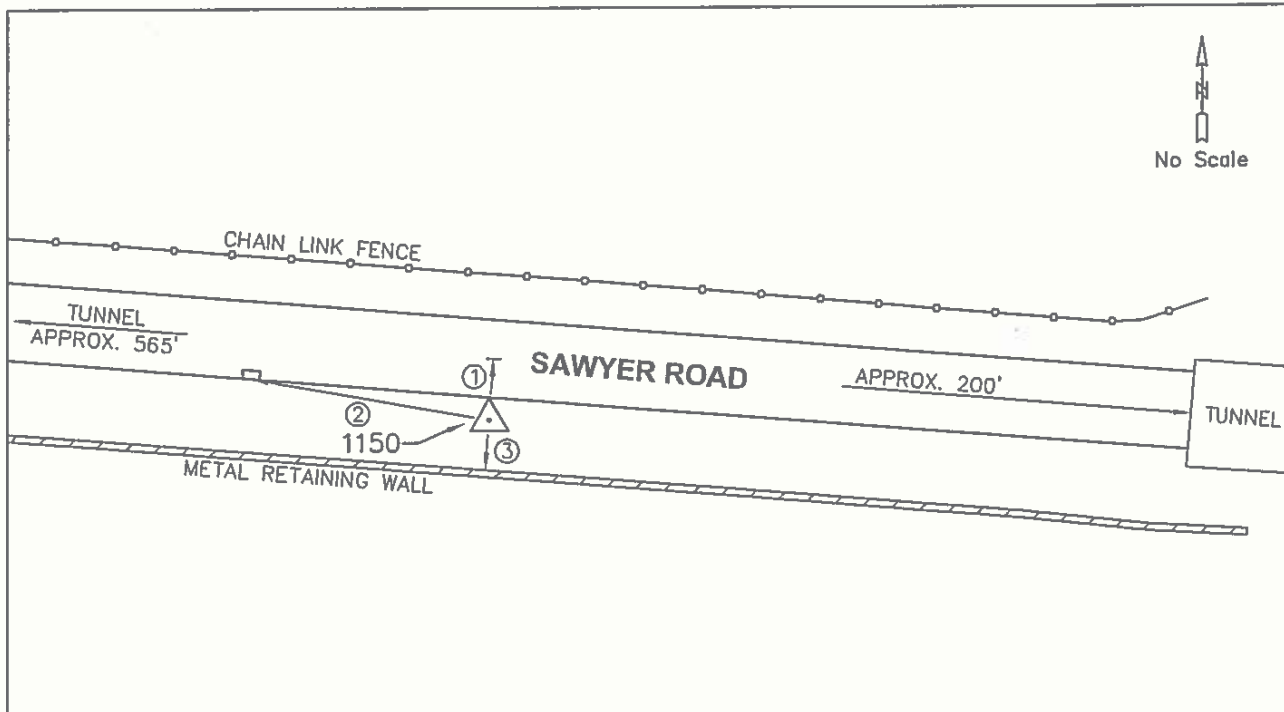 N
No Scale
CHAIN LINK FENCE
TUNNEL
APPROX. 565'
SAWYER ROAD
APPROX. 200'
TUNNEL
①
②
1150
③
METAL RETAINING WALL